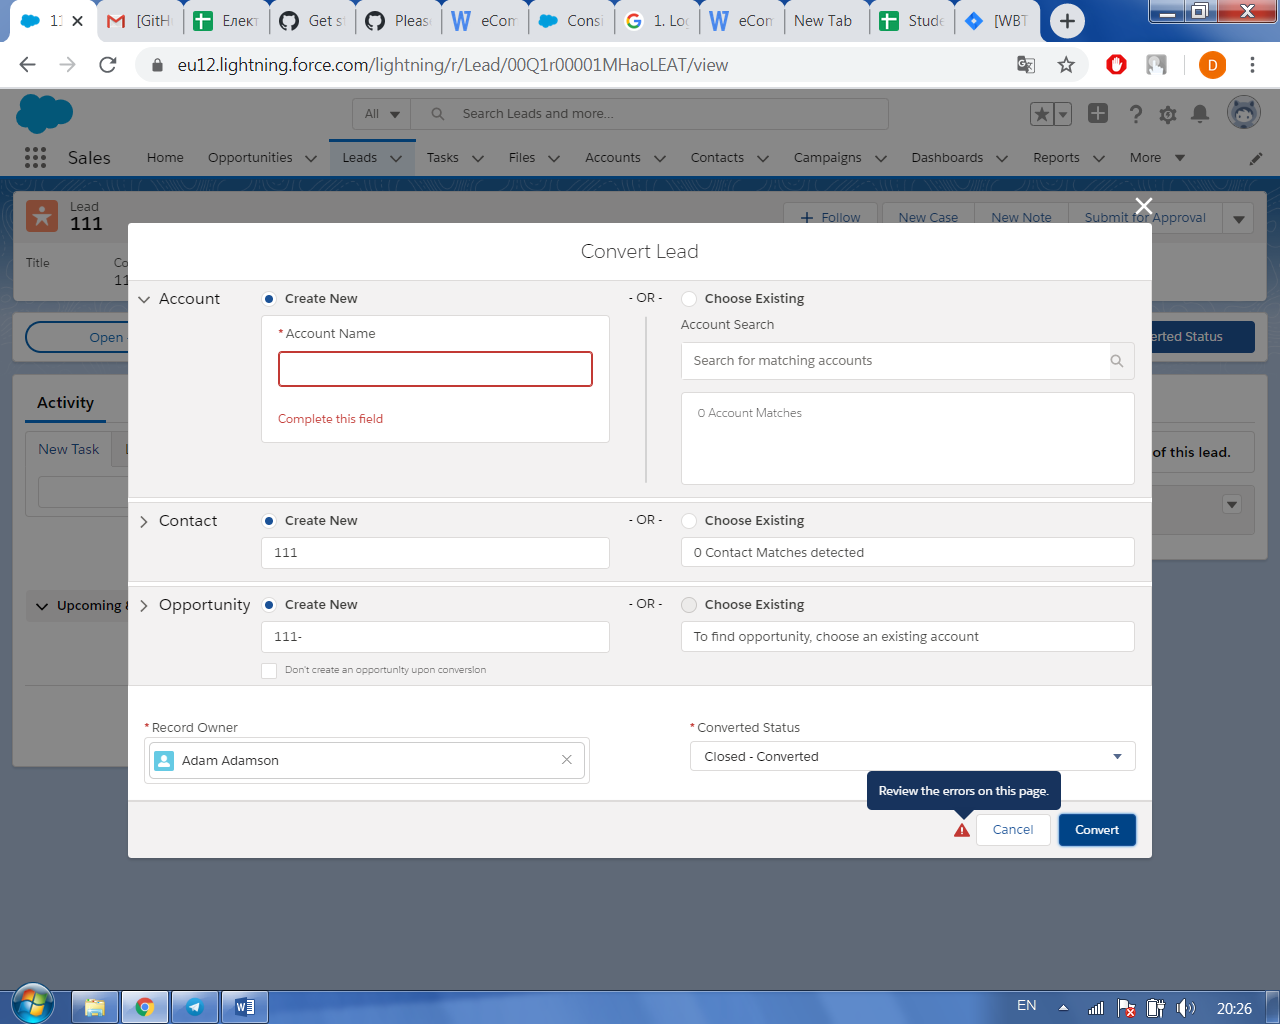 11
[GitH
Елект
Get st
Please
eCom
Consi
1. Log
eCom
New Tab
Stude
[WBT
eu12.lightning.force.com/lightning/r/Lead/00Q1r00001MHaoLEAT/view
D
All
Search Leads and more...
Sales
Home
Opportunities
Leads
Tasks
Files
Accounts
Contacts
Campaigns
Dashboards
Reports
More
Lead
111
Follow
New Case
New Note
Submit for Approval
Title
Co
11
Convert Lead
Open -
erted Status
Account
Create New
- OR -
Choose Existing
* Account Name
Complete this field
Account Search
Search for matching accounts
0 Account Matches
Activity
New Task
of this lead.
Contact
Create New
- OR -
Choose Existing
111
0 Contact Matches detected
Opportunity
Create New
- OR -
Choose Existing
111-
To find opportunity, choose an existing account
Don't create an opportunity upon conversion
Upcoming &
* Record Owner
Adam Adamson
* Converted Status
Closed - Converted
Review the errors on this page.
Cancel
Convert
EN
20:26